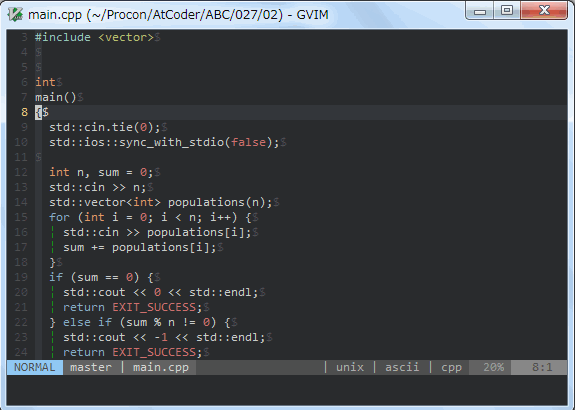 main.cpp (~/Procon/AtCoder/ABC/027/02) - GVIM
3 #include <vector>$
4 $
5 $
6 int$
7 main()$
8 {$
9   std::cin.tie(0);$
10   std::ios::sync_with_stdio(false);$
11 $
12   int n, sum = 0;$
13   std::cin >> n;$
14   std::vector<int> populations(n);$
15   for (int i = 0; i < n; i++) {$
16   ¦ std::cin >> populations[i];$
17   ¦ sum += populations[i];$
18   }$
19   if (sum == 0) {$
20   ¦ std::cout << 0 << std::endl;$
21   ¦ return EXIT_SUCCESS;$
22   } else if (sum % n != 0) {$
23   ¦ std::cout << -1 << std::endl;$
24   ¦ return EXIT_SUCCESS;$
NORMAL master | main.cpp | unix | ascii | cpp 20% 8:1